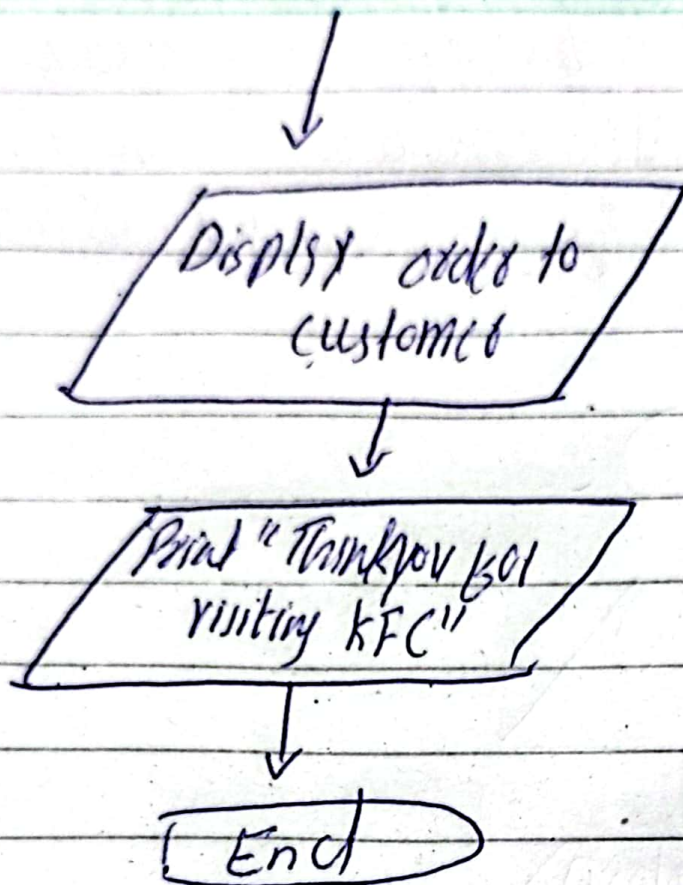 Display order to
customer
Print "Thankyou for
visiting KFC"
End